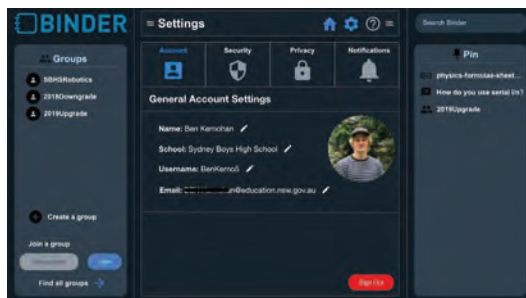 BINDER
Groups
SBHSRobotics
2018Downgrade
2019Upgrade
Create a group
Join a group
Find all groups
Settings
Account
Security
Privacy
Notifications
General Account Settings
Name: Ben Kernohan
School: Sydney Boys High School
Username: BenKerno5
Email: n@education.nsw.gov.au
Sign Out
Search Binder
Pin
physics-formulas-sheet...
How do you use serial I/o?
2019Upgrade